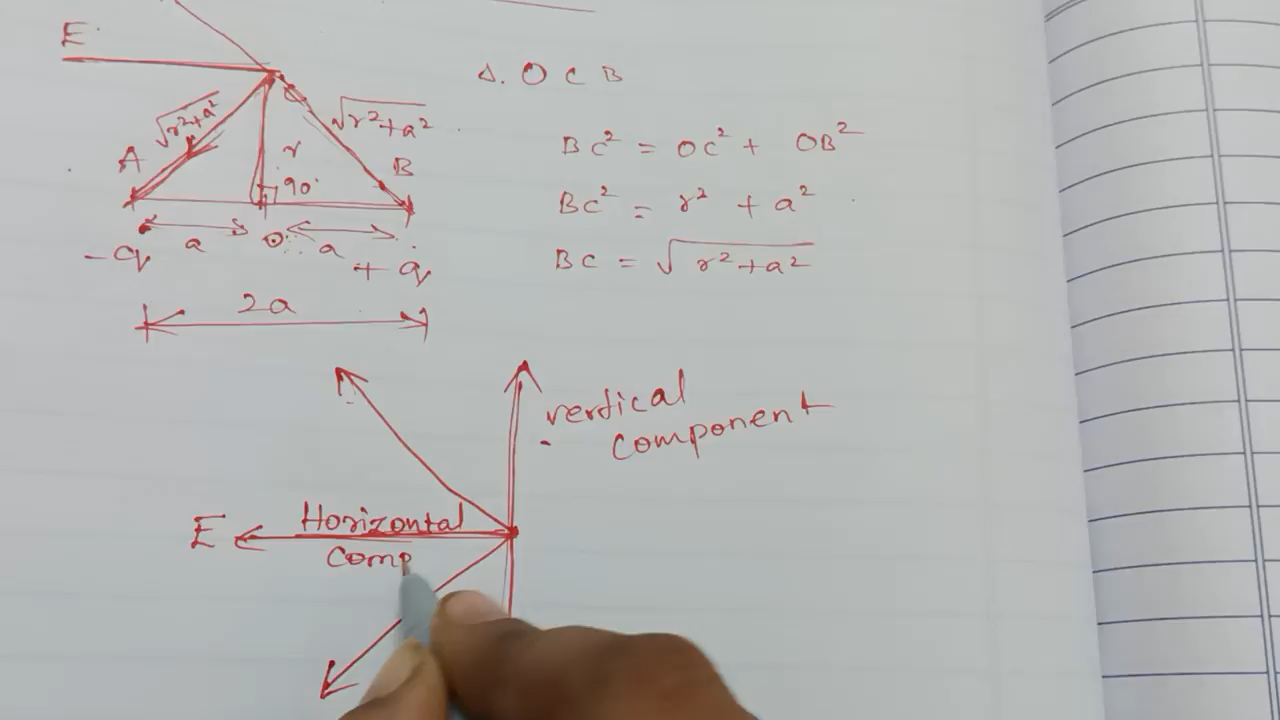 E
Δ. O C B
√r²+a²
C
√r²+a²
BC² = OC² + OB²
A
r
B
90°
BC² = r² + a²
a
O
a
-q
+q
BC = √r²+a²
2a
vertical
component
Horizontal
E
Comp